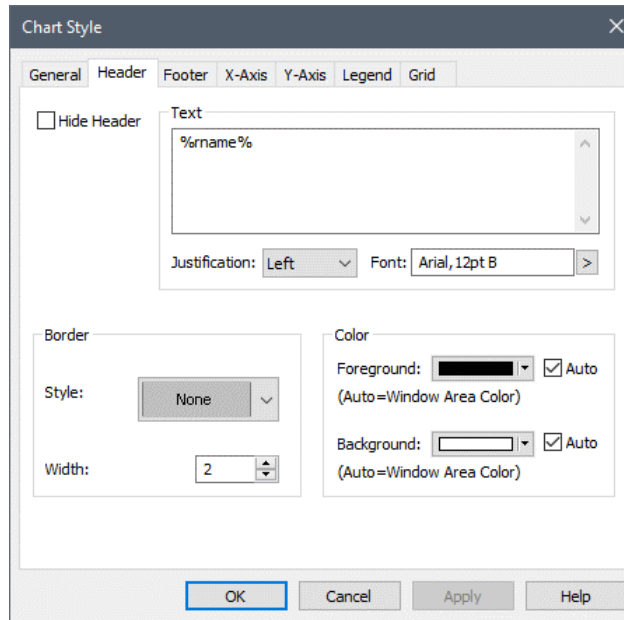 Chart Style
General Header Footer X-Axis Y-Axis Legend Grid
Hide Header
Text
%rname%
Justification: Left Font: Arial,12pt B >
Border
Style: None
Width: 2
Color
Foreground: Auto
(Auto=Window Area Color)
Background: Auto
(Auto=Window Area Color)
OK Cancel Apply Help